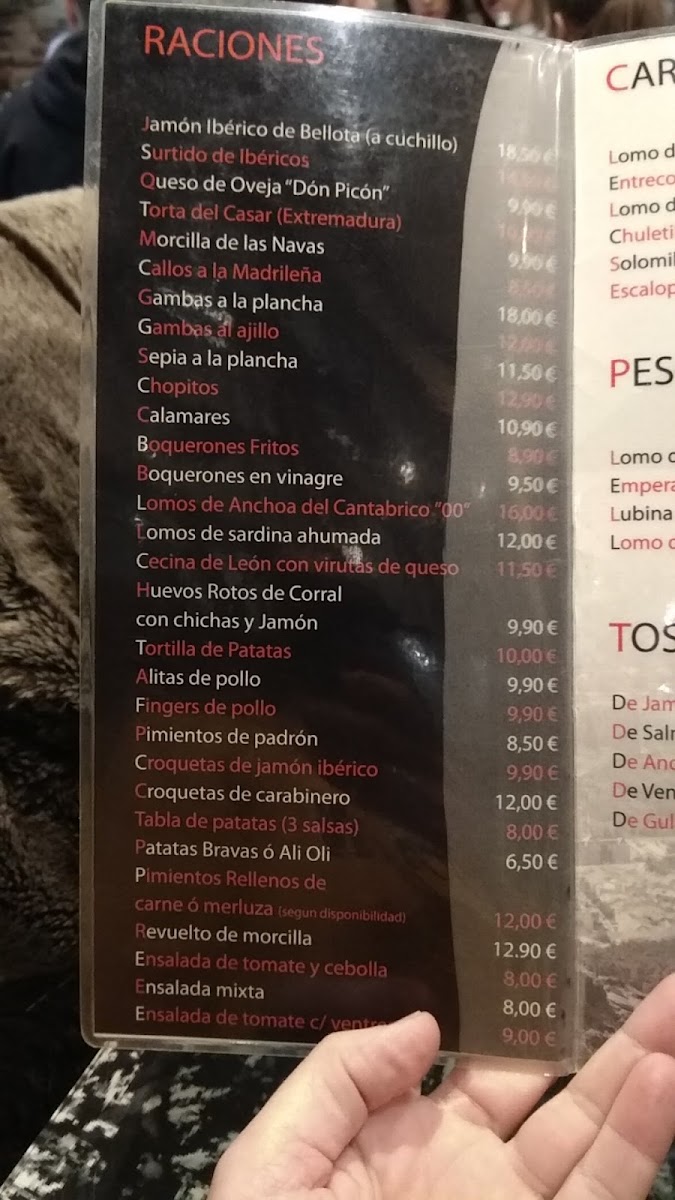 RACIONES
Jamón Ibérico de Bellota (a cuchillo) 18,50 €
Surtido de Ibéricos
Queso de Oveja "Dón Picón" 9,90 €
Torta del Casar (Extremadura)
Morcilla de las Navas 9,90 €
Callos a la Madrileña
Gambas a la plancha 18,00 €
Gambas al ajillo 12,00 €
Sepia a la plancha 11,50 €
Chopitos 12,90 €
Calamares 10,90 €
Boquerones Fritos 8,90 €
Boquerones en vinagre 9,50 €
Lomos de Anchoa del Cantabrico "00" 16,00 €
Lomos de sardina ahumada 12,00 €
Cecina de León con virutas de queso 11,50 €
Huevos Rotos de Corral
con chichas y Jamón 9,90 €
Tortilla de Patatas 10,00 €
Alitas de pollo 9,90 €
Fingers de pollo 9,90 €
Pimientos de padrón 8,50 €
Croquetas de jamón ibérico 9,90 €
Croquetas de carabinero 12,00 €
Tabla de patatas (3 salsas) 8,00 €
Patatas Bravas ó Ali Oli 6,50 €
Pimientos Rellenos de
carne ó merluza (segun disponibilidad) 12,00 €
Revuelto de morcilla 12.90 €
Ensalada de tomate y cebolla 8,00 €
Ensalada mixta 8,00 €
Ensalada de tomate c/ 9,00 €
CAR
Lomo d
Entreco
Lomo d
Chuleti
Solomil
Escalop
PES
Lomo d
Empera
Lubina
Lomo d
TOS
De Jam
De Salm
De Anc
De Ven
De Gul